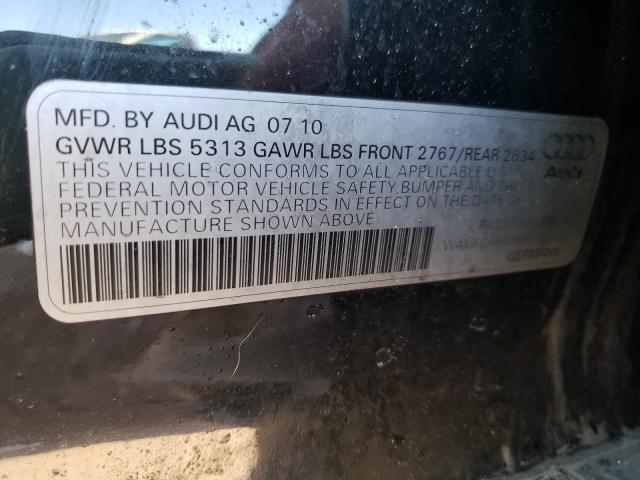 MFD. BY AUDI AG 07 10
GVWR LBS 5313 GAWR LBS FRONT 2767/REAR 2634
THIS VEHICLE CONFORMS TO ALL APPLICABLE U.S.
FEDERAL MOTOR VEHICLE SAFETY, BUMPER AND THEFT
PREVENTION STANDARDS IN EFFECT ON THE DATE OF
MANUFACTURE SHOWN ABOVE
Audi
GERMANY